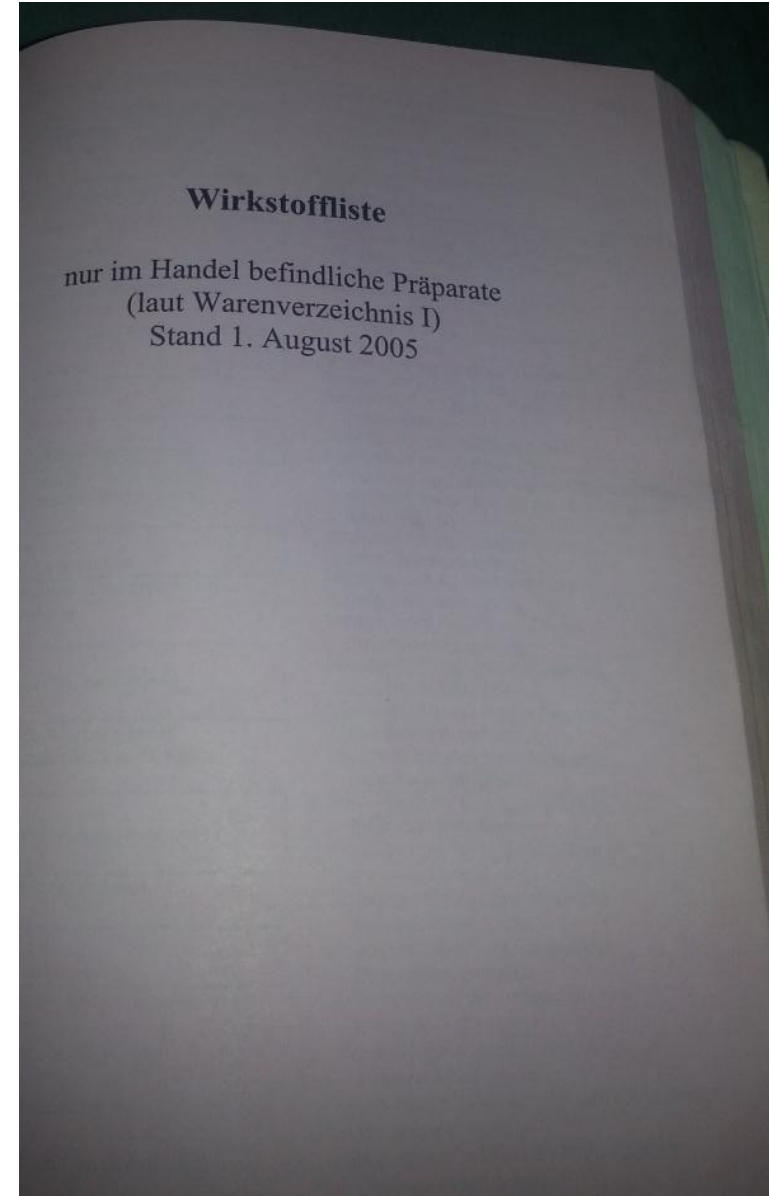 Wirkstoffliste
nur im Handel befindliche Präparate
(laut Warenverzeichnis I)
Stand 1. August 2005